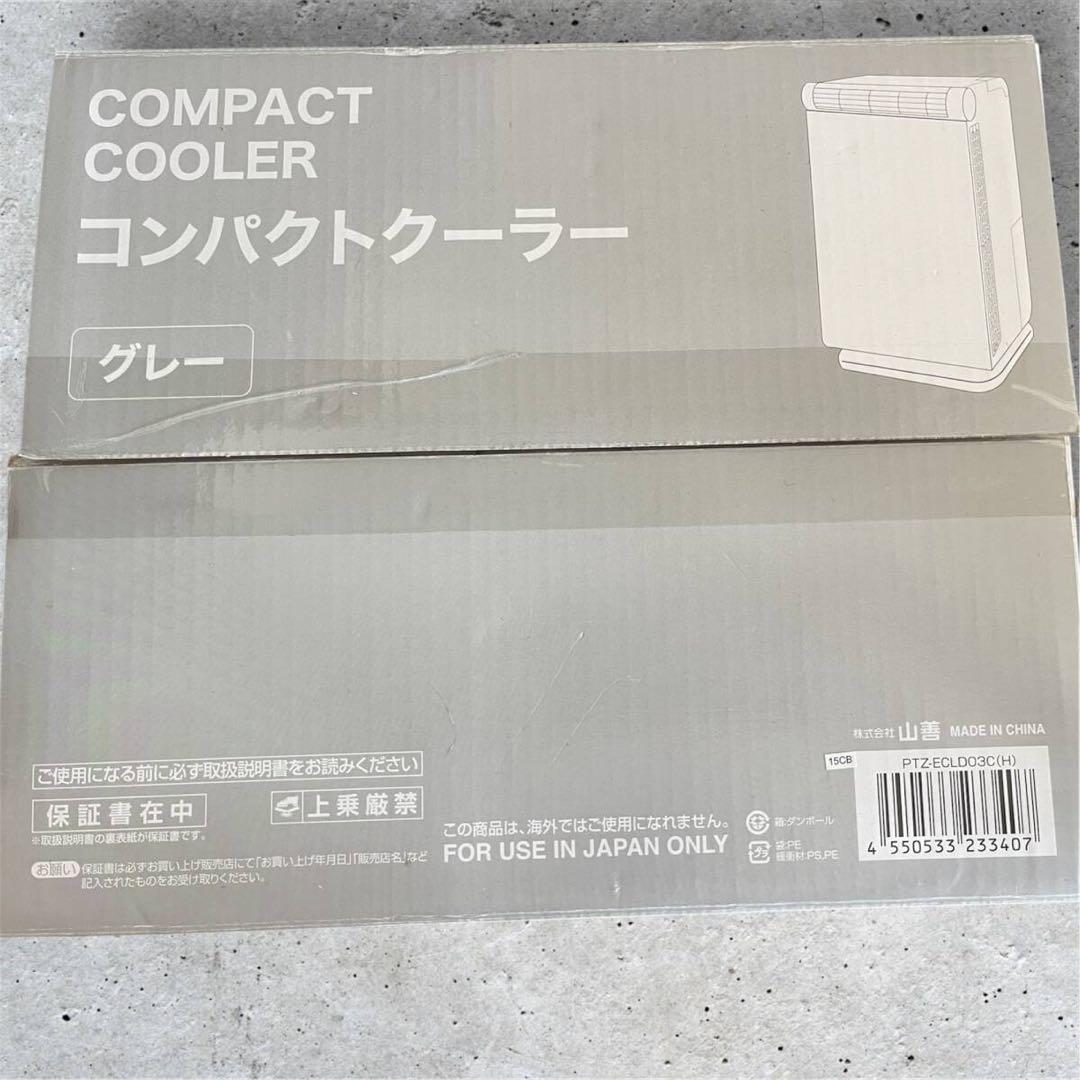 COMPACT
COOLER
コンパクトクーラー
グレー
株式会社 山善 MADE IN CHINA
15CB
PTZ-ECLD03C(H)
4 550533 233407
ご使用になる前に必ず取扱説明書をお読みください
保証書在中
上乗厳禁
※取扱説明書の裏表紙が保証書です。
お願い 保証書は必ずお買い上げ販売店にて「お買い上げ年月日」「販売店名」など
記入されたものをお受け取りください。
この商品は、海外ではご使用になれません。
FOR USE IN JAPAN ONLY
箱:ダンボール
プラ
袋:PE
緩衝材:PS,PE